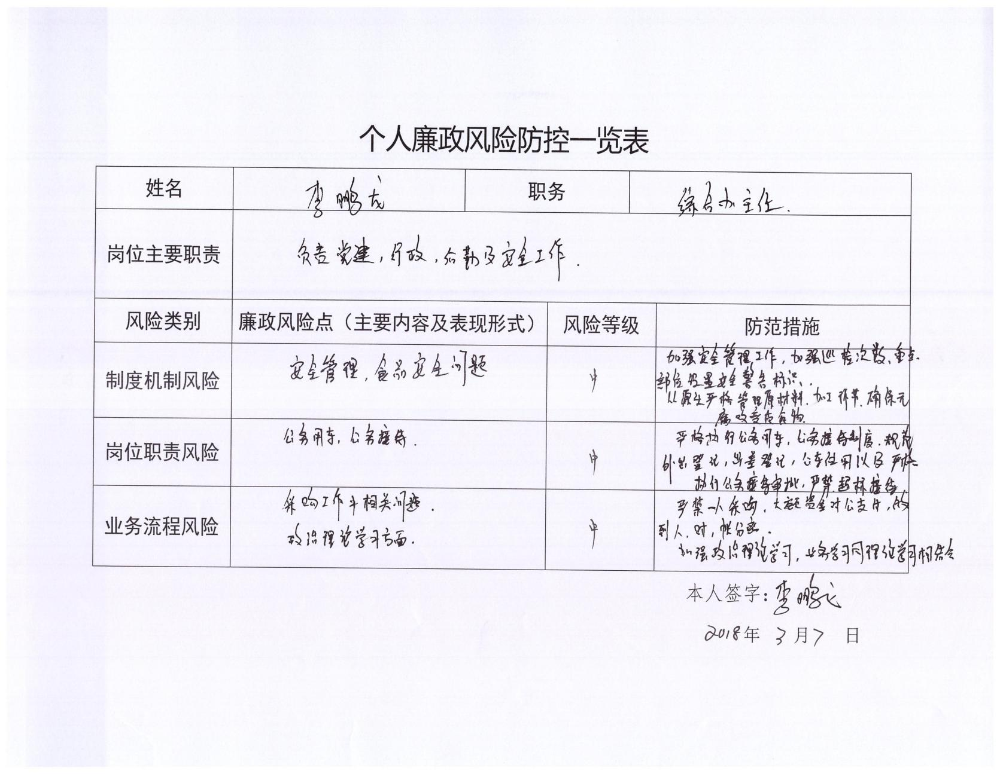 个人廉政风险防控一览表
姓名 李鹏龙 职务 综合办主任.
岗位主要职责 负责党建,行政,后勤及安全工作.
风险类别 廉政风险点（主要内容及表现形式） 风险等级 防范措施
制度机制风险 安全管理,食品安全问题 中
加强安全管理工作,加强巡检次数,重点
部位设置安全警告标识.
严格管理原材料.加工环节.确保无
腐败变质食物.
岗位职责风险 公务用车,公务接待. 中
严格执行公务用车,公务接待制度.规范
外出登记,出差登记,公车使用以及严格
执行公务接待审批,严禁超标接待.
业务流程风险 采购工作中相关问题. 中
政治理论学习方面.
严禁一人采购,大额资金对公支付,
到人.对,帐分离.
加强政治理论学习,业务学习同理论学习相结合
本人签字：李鹏龙
2018年 3月7 日